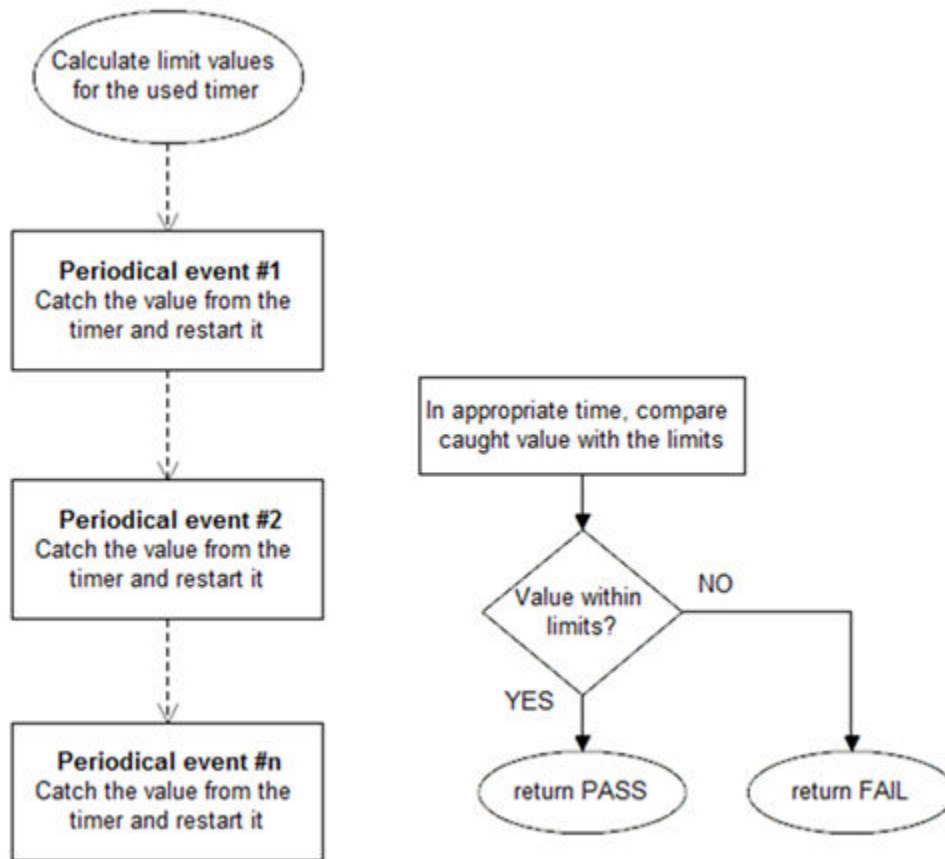 Calculate limit values
for the used timer
Periodical event #1
Catch the value from the
timer and restart it
Periodical event #2
Catch the value from the
timer and restart it
Periodical event #n
Catch the value from the
timer and restart it
In appropriate time, compare
caught value with the limits
Value within
limits?
NO
YES
return PASS
return FAIL